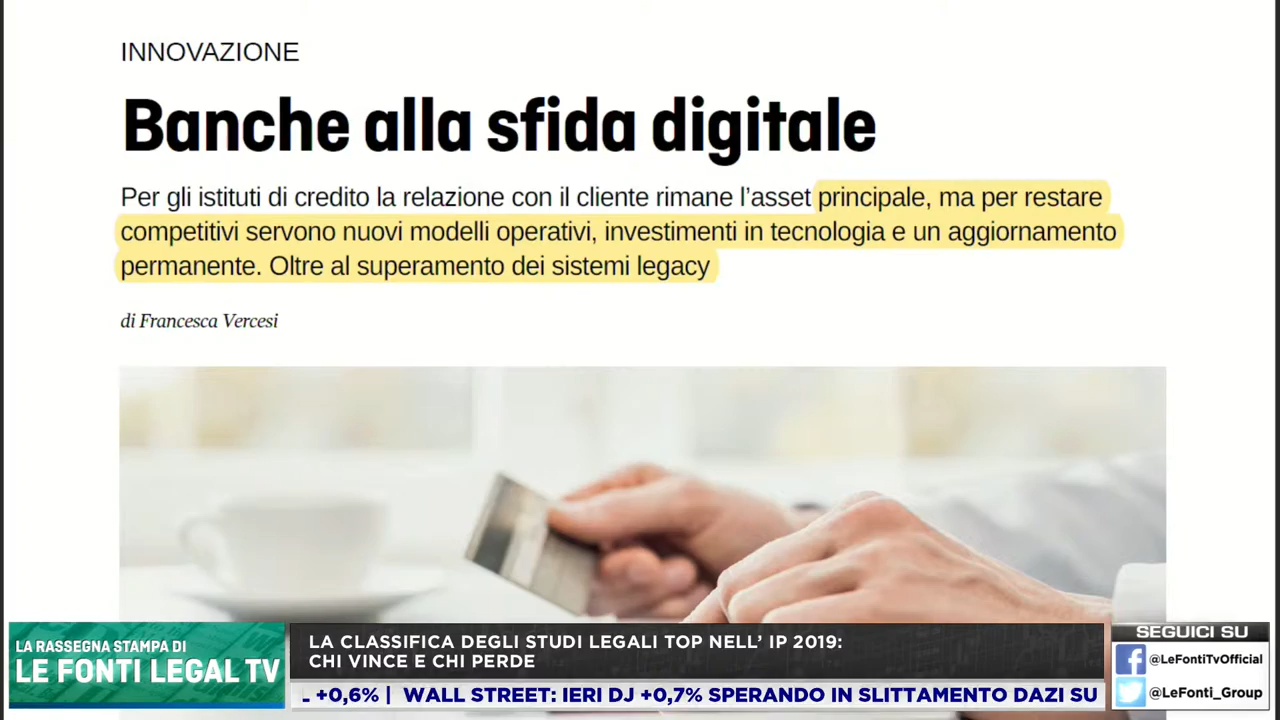 INNOVAZIONE
Banche alla sfida digitale
Per gli istituti di credito la relazione con il cliente rimane l’asset principale, ma per restare
competitivi servono nuovi modelli operativi, investimenti in tecnologia e un aggiornamento
permanente. Oltre al superamento dei sistemi legacy
di Francesca Vercesi
LA RASSEGNA STAMPA DI
LE FONTI LEGAL TV
LA CLASSIFICA DEGLI STUDI LEGALI TOP NELL’ IP 2019:
CHI VINCE E CHI PERDE
+0,6% | WALL STREET: IERI DJ +0,7% SPERANDO IN SLITTAMENTO DAZI SU
SEGUICI SU
@LeFontiTvOfficial
@LeFonti_Group